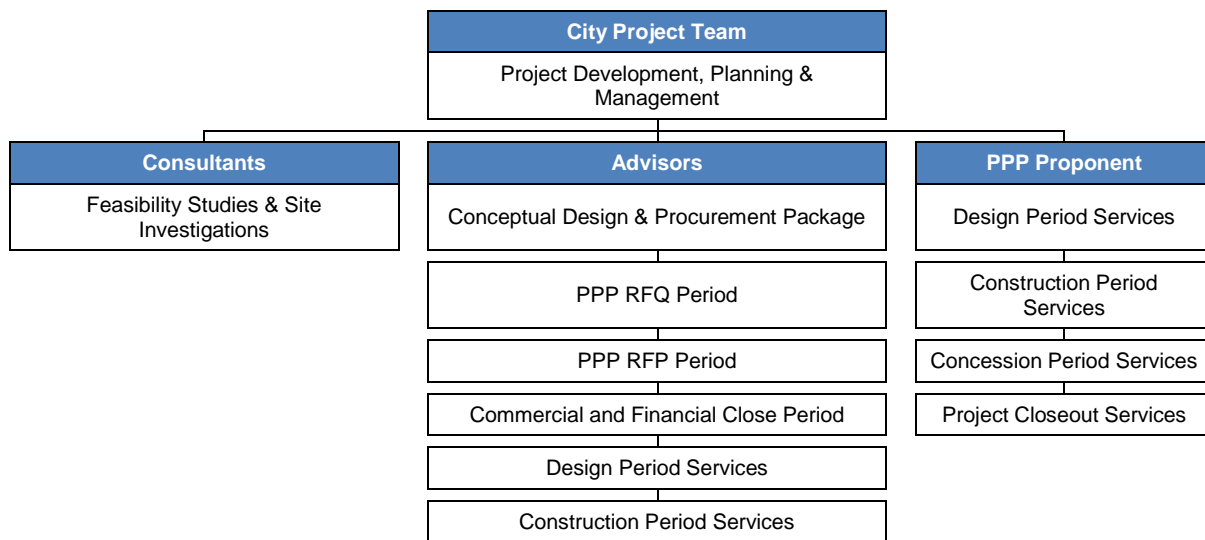 City Project Team
Project Development, Planning &
Management
Consultants
Feasibility Studies & Site
Investigations
Advisors
Conceptual Design & Procurement Package
PPP RFQ Period
PPP RFP Period
Commercial and Financial Close Period
Design Period Services
Construction Period Services
PPP Proponent
Design Period Services
Construction Period
Services
Concession Period Services
Project Closeout Services